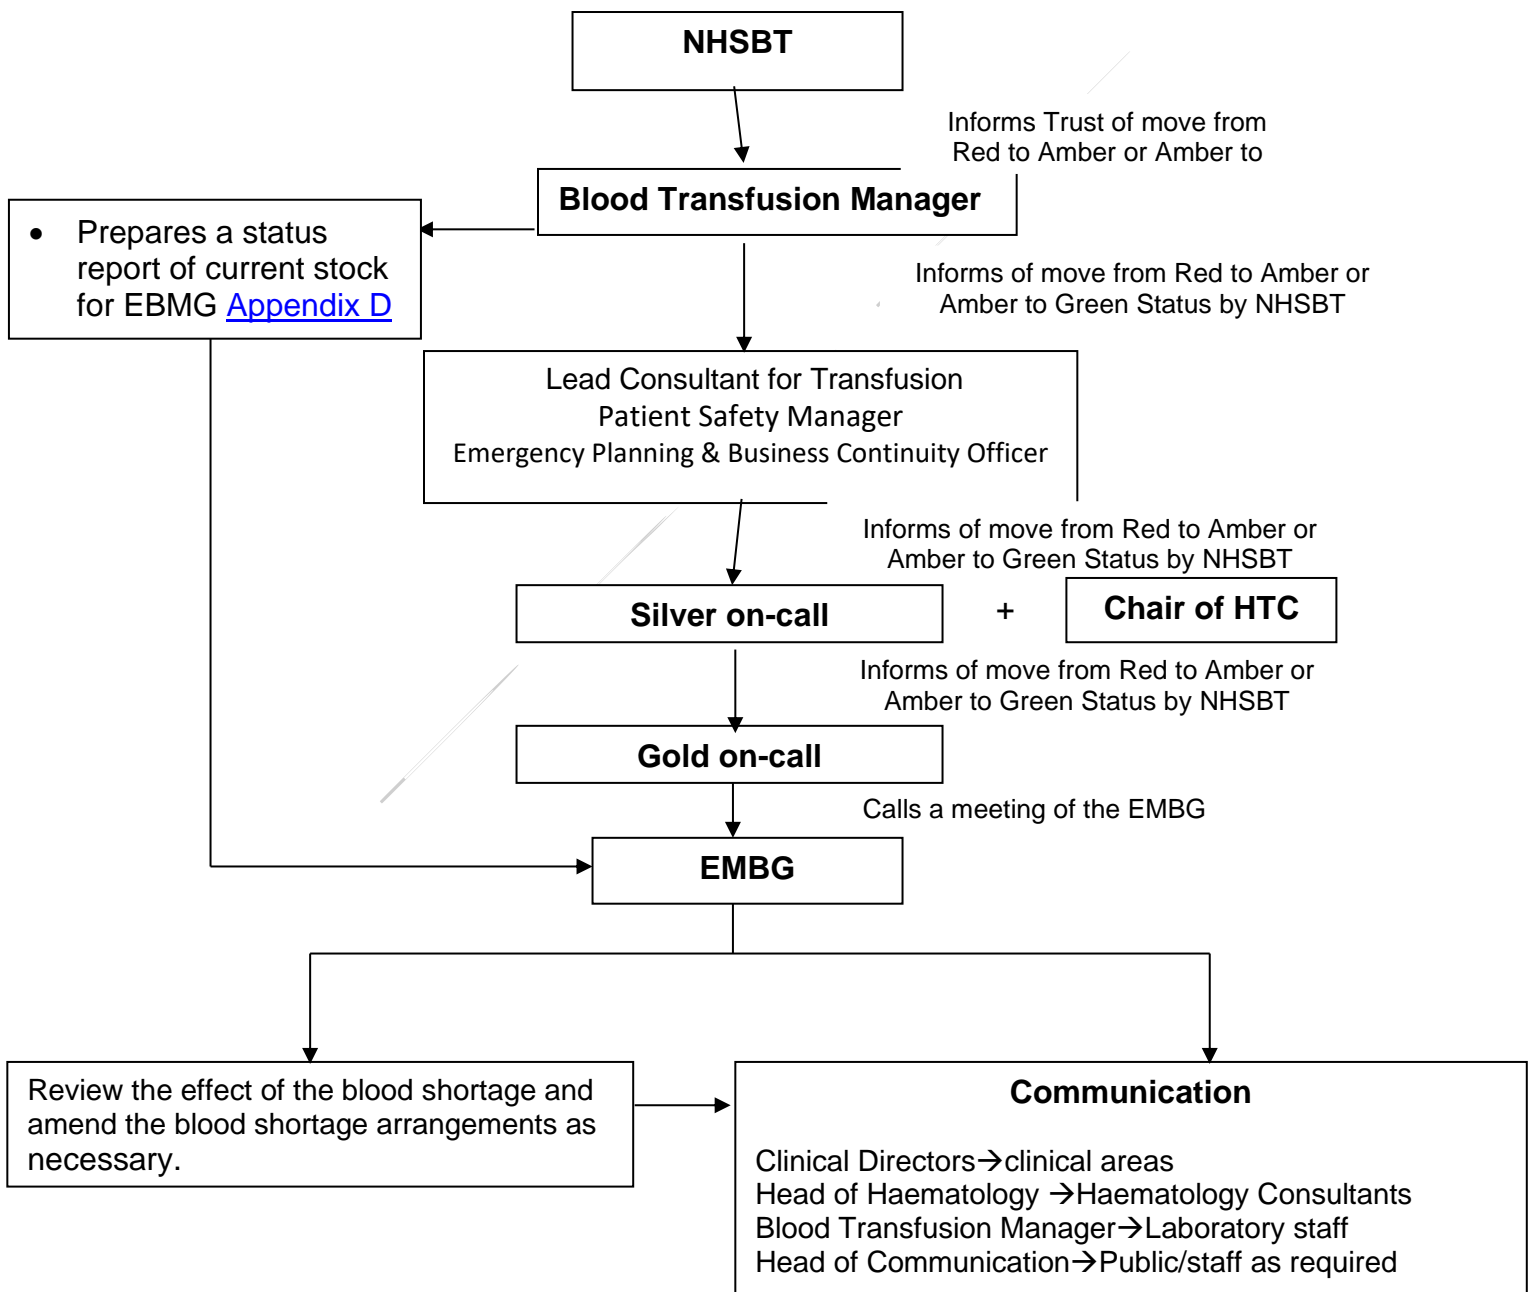 NHSBT
Informs Trust of move from
Red to Amber or Amber to
Blood Transfusion Manager
• Prepares a status
report of current stock
for EBMG Appendix D
Informs of move from Red to Amber or
Amber to Green Status by NHSBT
Lead Consultant for Transfusion
Patient Safety Manager
Emergency Planning & Business Continuity Officer
Informs of move from Red to Amber or
Amber to Green Status by NHSBT
Silver on-call + Chair of HTC
Informs of move from Red to Amber or
Amber to Green Status by NHSBT
Gold on-call
Calls a meeting of the EMBG
EMBG
Review the effect of the blood shortage and
amend the blood shortage arrangements as
necessary.
Communication
Clinical Directors→clinical areas
Head of Haematology →Haematology Consultants
Blood Transfusion Manager→Laboratory staff
Head of Communication→Public/staff as required